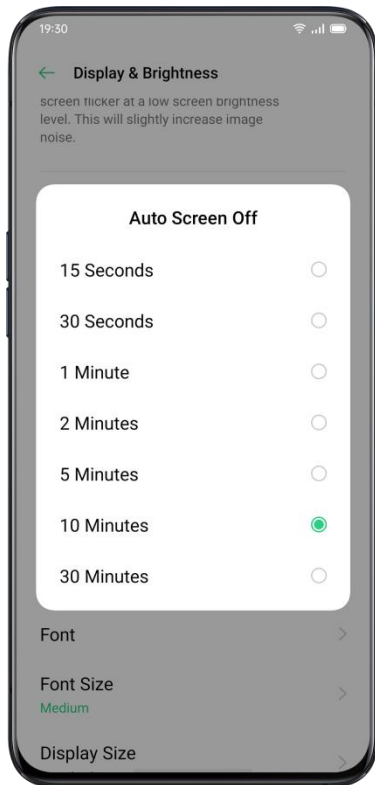 19:30
Display & Brightness
screen flicker at a low screen brightness
level. This will slightly increase image
noise.
Auto Screen Off
15 Seconds
30 Seconds
1 Minute
2 Minutes
5 Minutes
10 Minutes
30 Minutes
Font
Font Size
Medium
Display Size